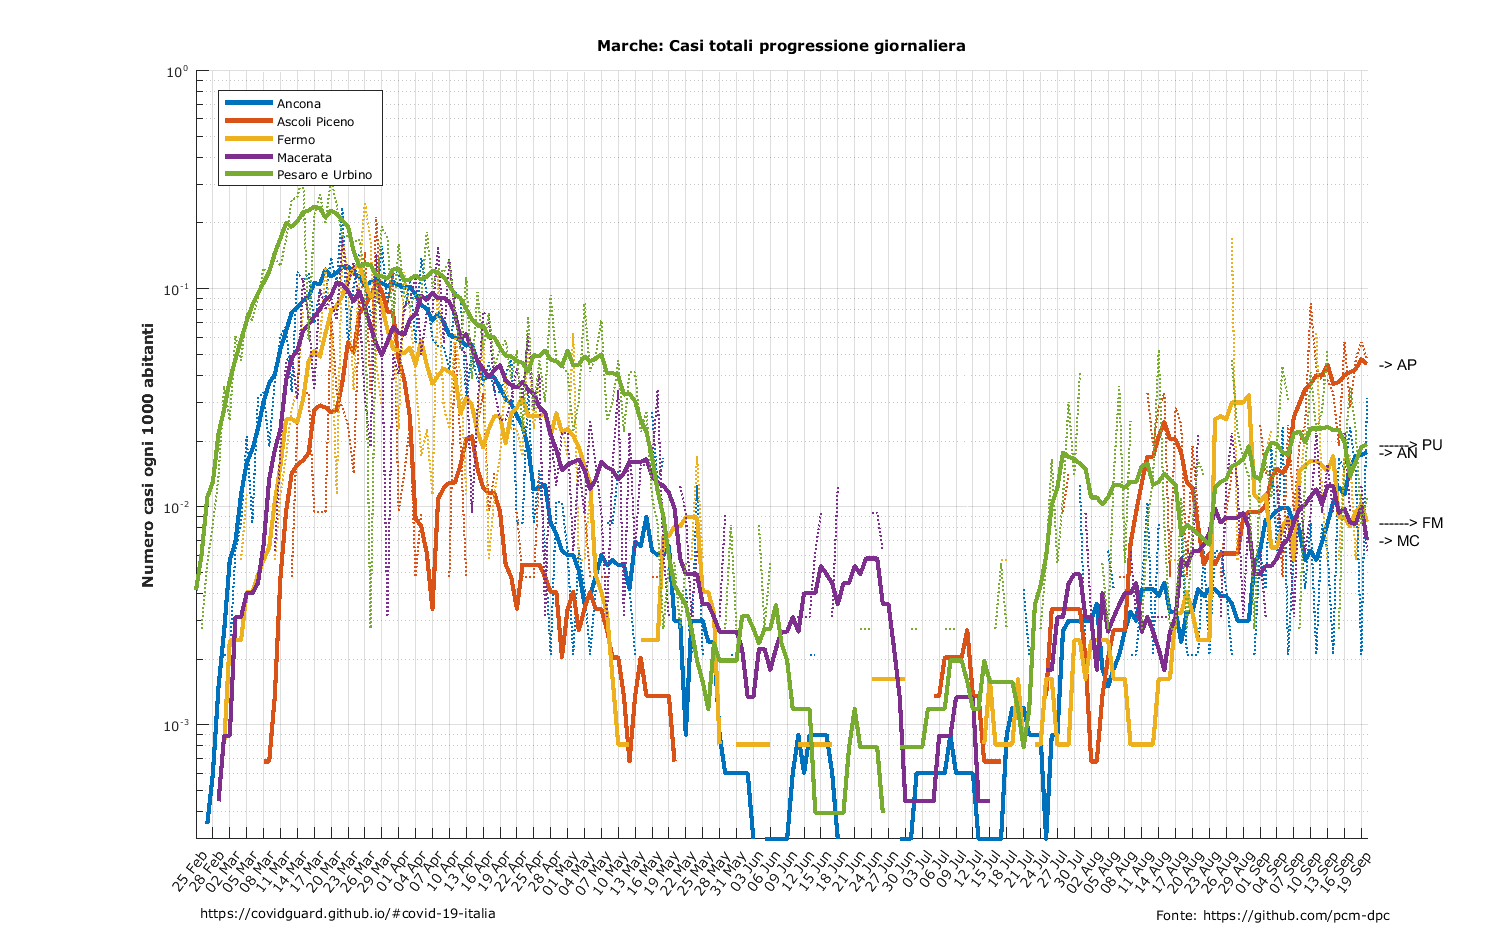 Marche: Casi totali progressione giornaliera
10^0
10^-1
10^-2
10^-3
Numero casi ogni 1000 abitanti
Ancona
Ascoli Piceno
Fermo
Macerata
Pesaro e Urbino
-> AP
------> PU
-> AN
------> FM
-> MC
25 Feb
28 Feb
02 Mar
05 Mar
08 Mar
11 Mar
14 Mar
17 Mar
20 Mar
23 Mar
26 Mar
29 Mar
01 Apr
04 Apr
07 Apr
10 Apr
13 Apr
16 Apr
19 Apr
22 Apr
25 Apr
28 Apr
01 May
04 May
07 May
10 May
13 May
16 May
19 May
22 May
25 May
28 May
31 May
03 Jun
06 Jun
09 Jun
12 Jun
15 Jun
18 Jun
21 Jun
24 Jun
27 Jun
30 Jun
03 Jul
06 Jul
09 Jul
12 Jul
15 Jul
18 Jul
21 Jul
24 Jul
27 Jul
30 Jul
02 Aug
05 Aug
08 Aug
11 Aug
14 Aug
17 Aug
20 Aug
23 Aug
26 Aug
29 Aug
01 Sep
04 Sep
07 Sep
10 Sep
13 Sep
16 Sep
19 Sep
https://covidguard.github.io/#covid-19-italia
Fonte: https://github.com/pcm-dpc